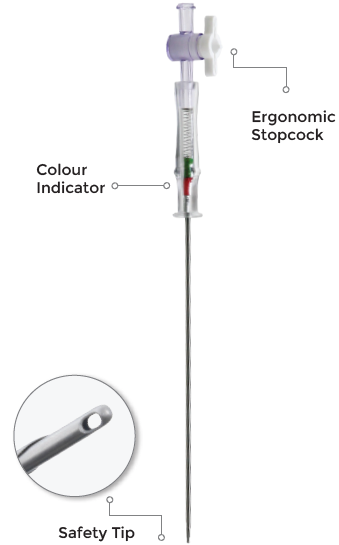 Ergonomic
Stopcock
Colour
Indicator
Safety Tip